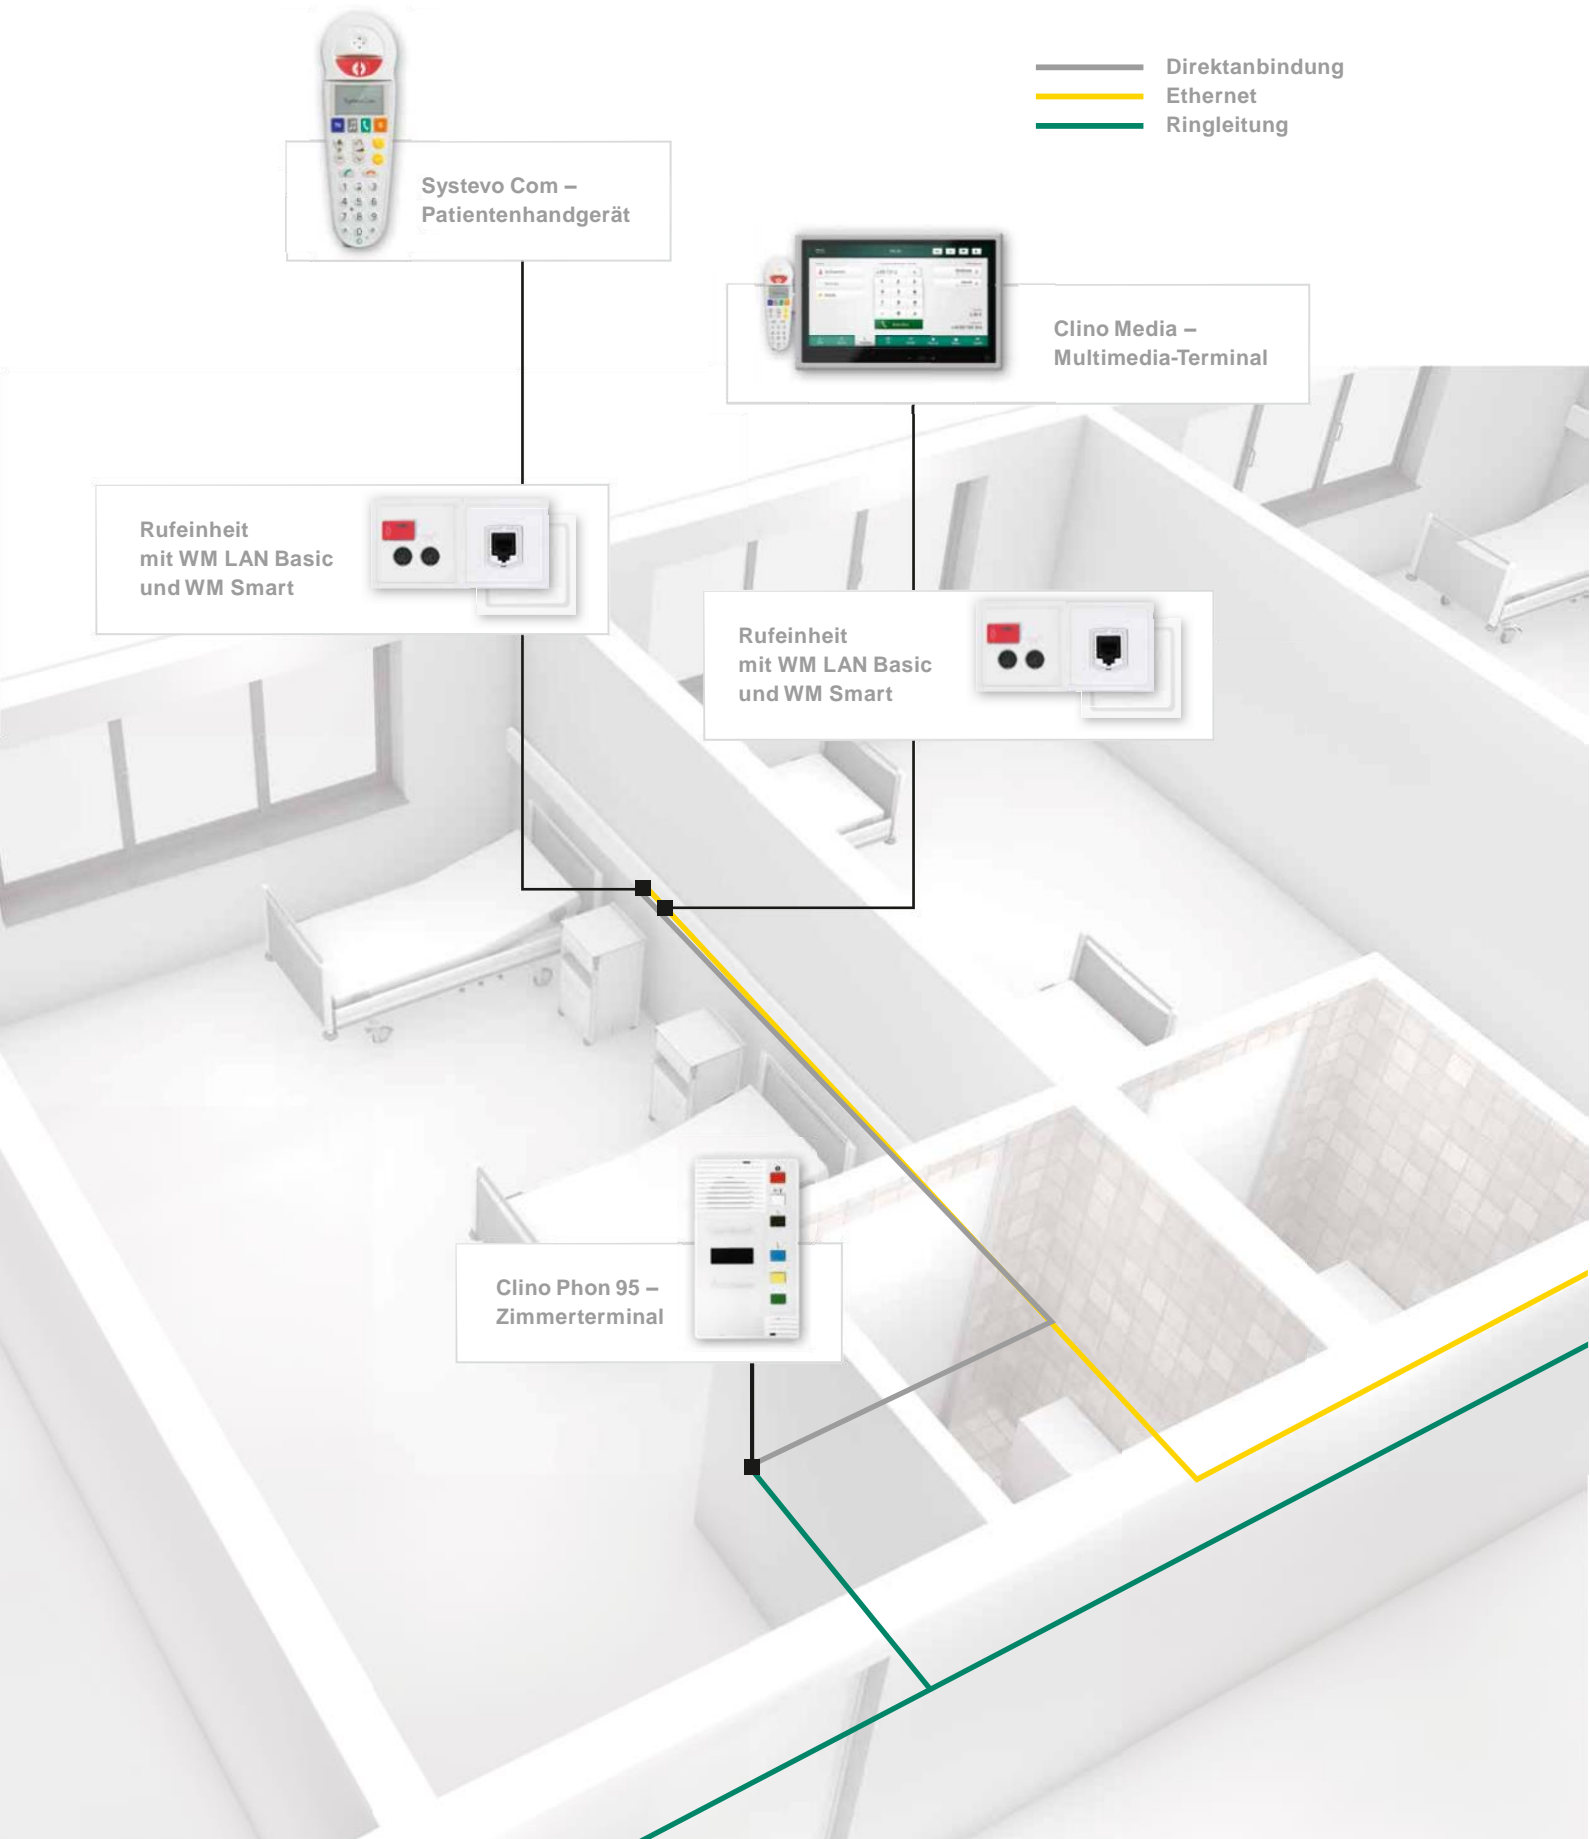 Direktanbindung
Ethernet
Ringleitung
Systevo Com –
Patientenhandgerät
Clino Media –
Multimedia-Terminal
Rufeinheit
mit WM LAN Basic
und WM Smart
Rufeinheit
mit WM LAN Basic
und WM Smart
Clino Phon 95 –
Zimmerterminal